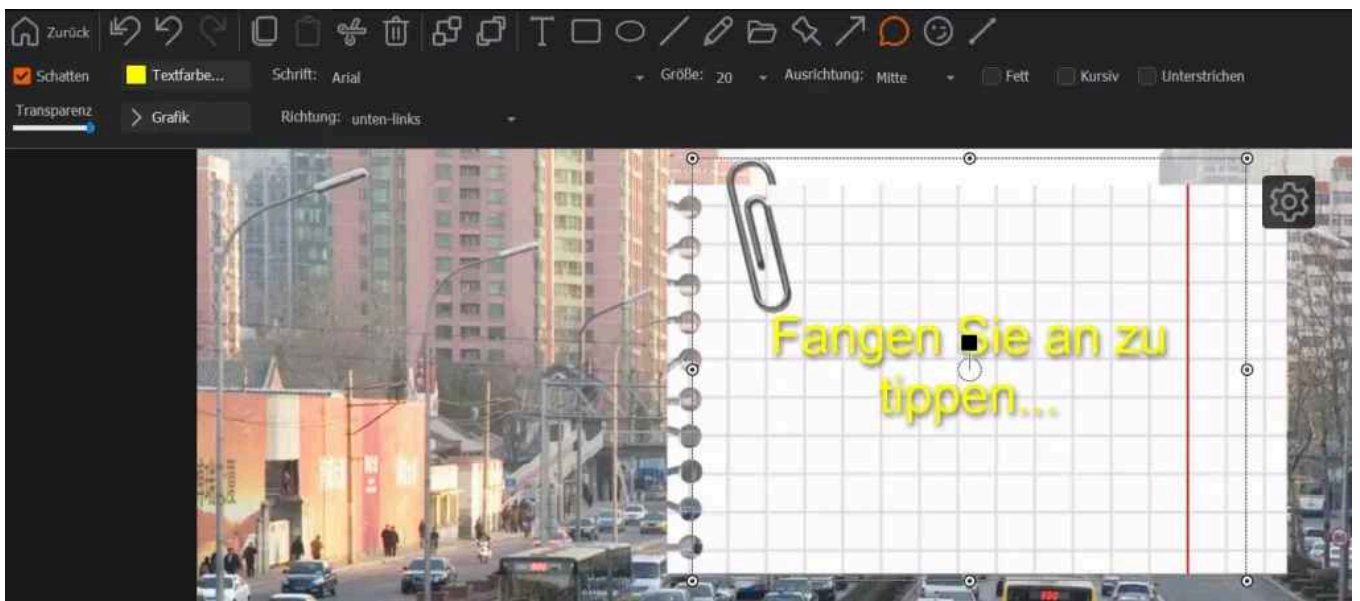 Zurück
Schatten Textfarbe... Schrift: Arial Größe: 20 Ausrichtung: Mitte Fett Kursiv Unterstrichen
Transparenz Grafik Richtung: unten-links
Fangen Sie an zu
tippen...